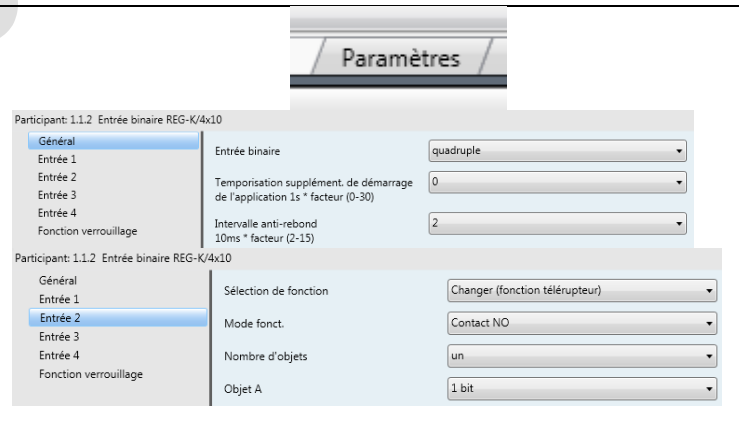 Paramètres
Participant: 1.1.2 Entrée binaire REG-K/4x10
Général
Entrée 1
Entrée 2
Entrée 3
Entrée 4
Fonction verrouillage
Entrée binaire
quadruple
Temporisation supplément. de démarrage
de l'application 1s * facteur (0-30)
0
Intervalle anti-rebond
10ms * facteur (2-15)
2
Participant: 1.1.2 Entrée binaire REG-K/4x10
Général
Entrée 1
Entrée 2
Entrée 3
Entrée 4
Fonction verrouillage
Sélection de fonction
Changer (fonction télérupteur)
Mode fonct.
Contact NO
Nombre d'objets
un
Objet A
1 bit